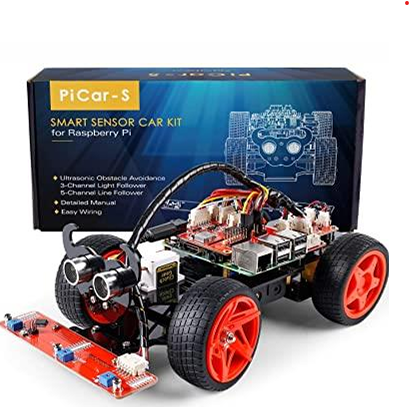 PiCar-S
SMART SENSOR CAR KIT
for Raspberry Pi
Ultrasonic Obstacle Avoidance
3-Channel Light Follower
5-Channel Line Follower
Detailed Manual
Easy Wiring
PiCar-S